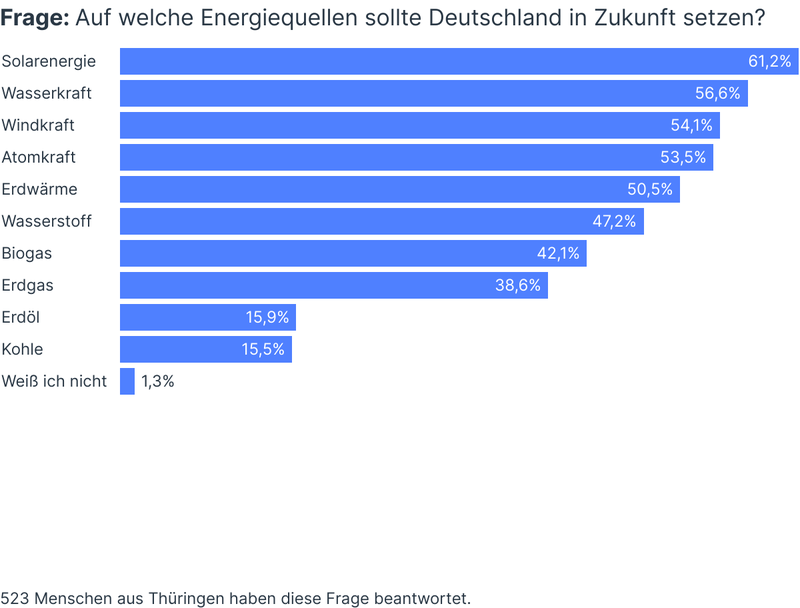 Frage: Auf welche Energiequellen sollte Deutschland in Zukunft setzen?
Solarenergie 61,2%
Wasserkraft 56,6%
Windkraft 54,1%
Atomkraft 53,5%
Erdwärme 50,5%
Wasserstoff 47,2%
Biogas 42,1%
Erdgas 38,6%
Erdöl 15,9%
Kohle 15,5%
Weiß ich nicht 1,3%
523 Menschen aus Thüringen haben diese Frage beantwortet.